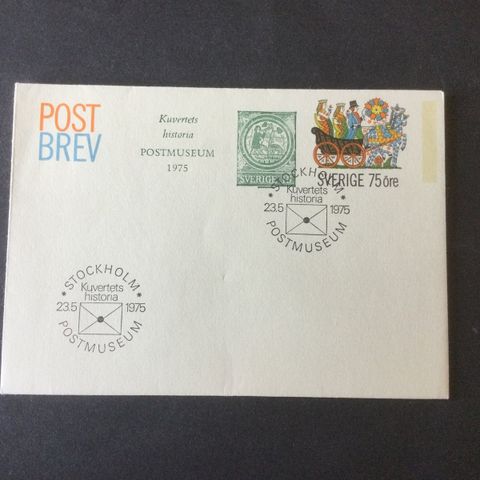 POST
BREV
Kuvertets
historia
POSTMUSEUM
1975
SVERIGE
SVERIGE 75 öre
STOCKHOLM
Kuvertets
historia
23.5 1975
POSTMUSEUM
STOCKHOLM
Kuvertets
historia
23.5 1975
POSTMUSEUM